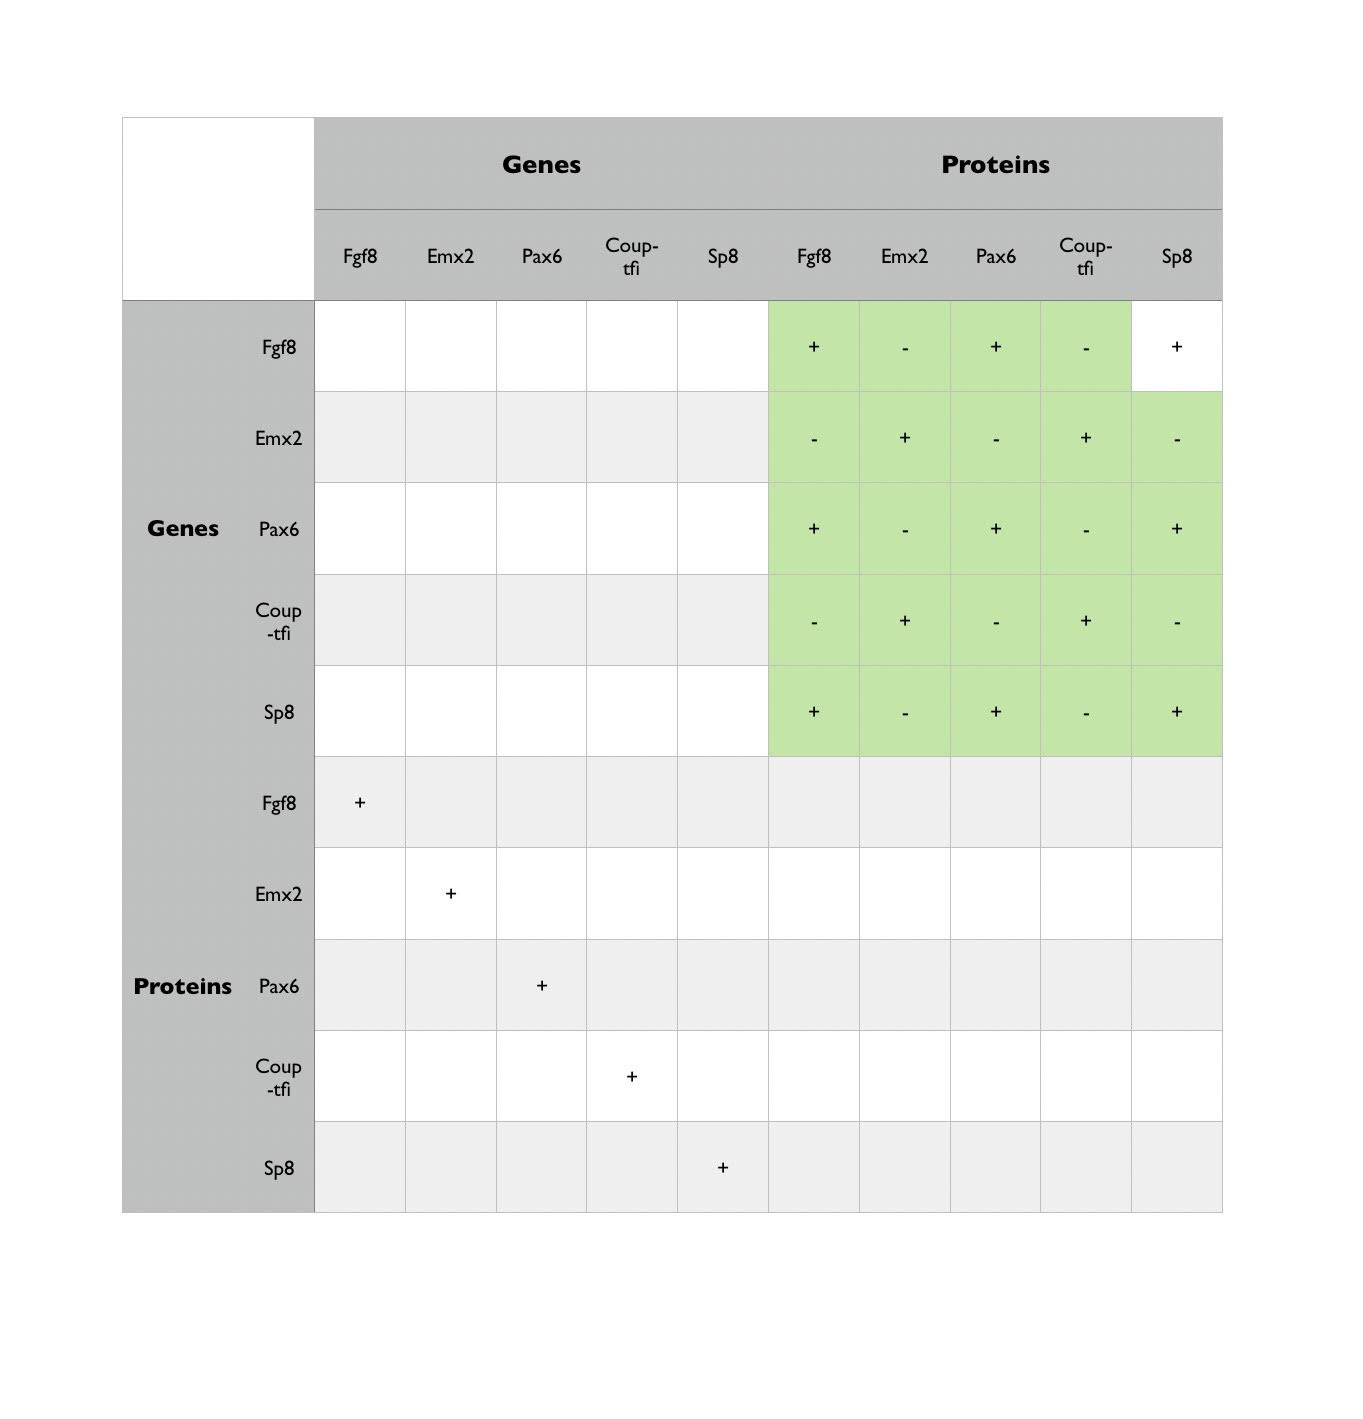 Genes Proteins
Fgf8 Emx2 Pax6 Coup- Sp8 Fgf8 Emx2 Pax6 Coup- Sp8
tfi tfi
Fgf8 + - + - +
Emx2 - + - + -
Genes Pax6 + - + - +
Coup
-tfi - + - + -
Sp8 + - + - +
Fgf8 +
Emx2 +
Proteins Pax6 +
Coup
-tfi +
Sp8 +